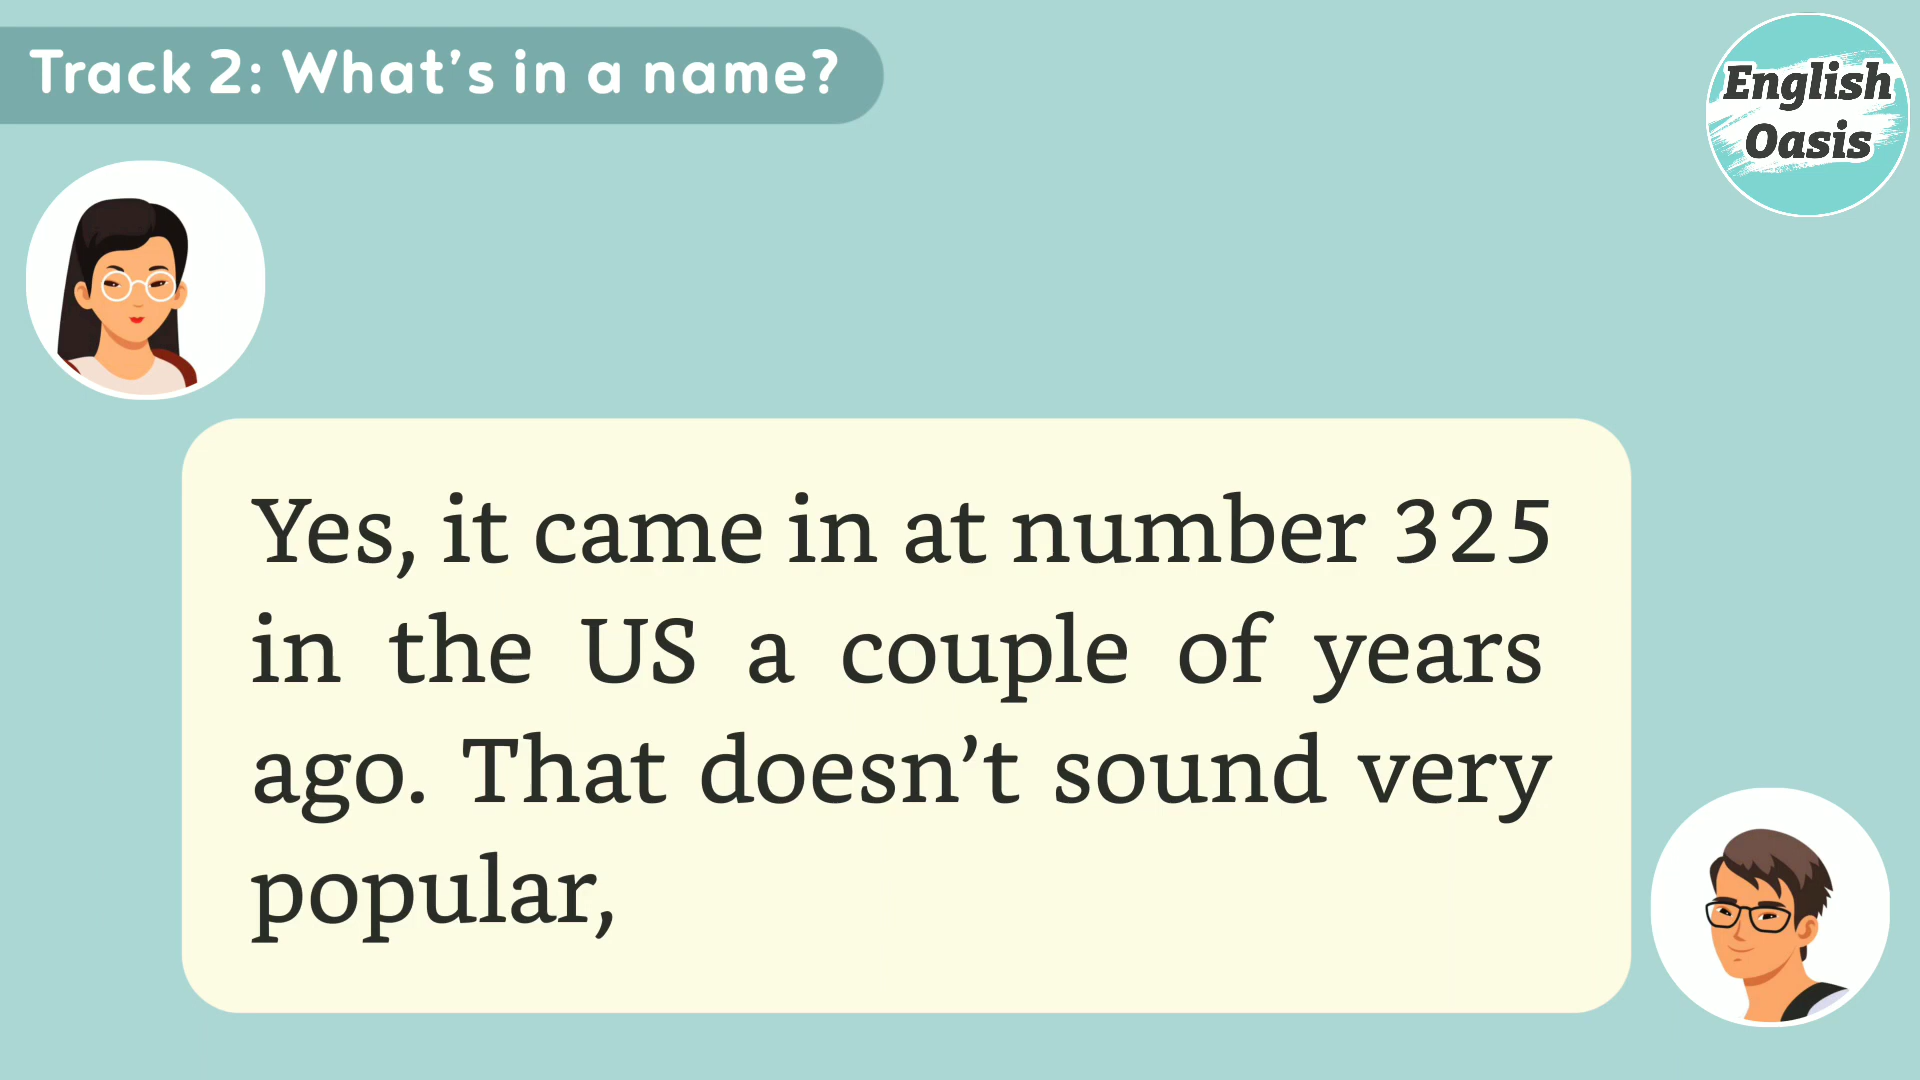 Track 2: What’s in a name?
English
Oasis
Yes, it came in at number 325
in the US a couple of years
ago. That doesn’t sound very
popular,